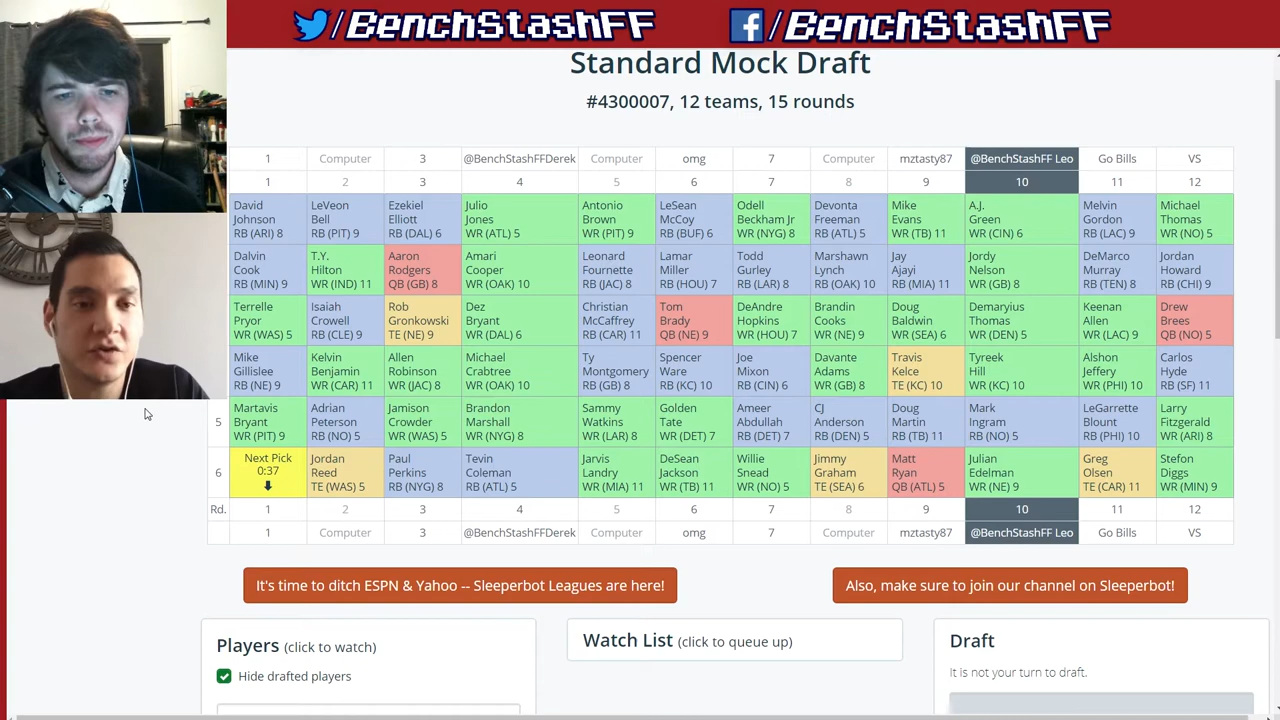 /BenchStashFF /BenchStashFF
Standard Mock Draft
#4300007, 12 teams, 15 rounds
1 Computer 3 @BenchStashFFDerek Computer omg 7 Computer mztasty87 @BenchStashFF Leo Go Bills VS
1 2 3 4 5 6 7 8 9 10 11 12
David LeVeon Ezekiel Julio Antonio LeSean Odell Devonta Mike A.J. Melvin Michael
Johnson Bell Elliott Jones Brown McCoy Beckham Jr Freeman Evans Green Gordon Thomas
RB (ARI) 8 RB (PIT) 9 RB (DAL) 6 WR (ATL) 5 WR (PIT) 9 RB (BUF) 6 WR (NYG) 8 RB (ATL) 5 WR (TB) 11 WR (CIN) 6 RB (LAC) 9 WR (NO) 5
Dalvin T.Y. Aaron Amari Leonard Lamar Todd Marshawn Jay Jordy DeMarco Jordan
Cook Hilton Rodgers Cooper Fournette Miller Gurley Lynch Ajayi Nelson Murray Howard
RB (MIN) 9 WR (IND) 11 QB (GB) 8 WR (OAK) 10 RB (JAC) 8 RB (HOU) 7 RB (LAR) 8 RB (OAK) 10 RB (MIA) 11 WR (GB) 8 RB (TEN) 8 RB (CHI) 9
Terrelle Isaiah Rob Dez Christian Tom DeAndre Brandin Doug Demaryius Keenan Drew
Pryor Crowell Gronkowski Bryant McCaffrey Brady Hopkins Cooks Baldwin Thomas Allen Brees
WR (WAS) 5 RB (CLE) 9 TE (NE) 9 WR (DAL) 6 RB (CAR) 11 QB (NE) 9 WR (HOU) 7 WR (NE) 9 WR (SEA) 6 WR (DEN) 5 WR (LAC) 9 QB (NO) 5
Mike Kelvin Allen Michael Ty Spencer Joe Davante Travis Tyreek Alshon Carlos
Gillislee Benjamin Robinson Crabtree Montgomery Ware Mixon Adams Kelce Hill Jeffery Hyde
RB (NE) 9 WR (CAR) 11 WR (JAC) 8 WR (OAK) 10 RB (GB) 8 RB (KC) 10 RB (CIN) 6 WR (GB) 8 TE (KC) 10 WR (KC) 10 WR (PHI) 10 RB (SF) 11
Martavis Adrian Jamison Brandon Sammy Golden Ameer CJ Doug Mark LeGarrette Larry
5 Bryant Peterson Crowder Marshall Watkins Tate Abdullah Anderson Martin Ingram Blount Fitzgerald
WR (PIT) 9 RB (NO) 5 WR (WAS) 5 WR (NYG) 8 WR (LAR) 8 WR (DET) 7 RB (DET) 7 RB (DEN) 5 RB (TB) 11 RB (NO) 5 RB (PHI) 10 WR (ARI) 8
Next Pick Jordan Paul Tevin Jarvis DeSean Willie Jimmy Matt Julian Greg Stefon
6 0:37 Reed Perkins Coleman Landry Jackson Snead Graham Ryan Edelman Olsen Diggs
TE (WAS) 5 RB (NYG) 8 RB (ATL) 5 WR (MIA) 11 WR (TB) 11 WR (NO) 5 TE (SEA) 6 QB (ATL) 5 WR (NE) 9 TE (CAR) 11 WR (MIN) 9
Rd. 1 2 3 4 5 6 7 8 9 10 11 12
1 Computer 3 @BenchStashFFDerek Computer omg 7 Computer mztasty87 @BenchStashFF Leo Go Bills VS
It's time to ditch ESPN & Yahoo -- Sleeperbot Leagues are here! Also, make sure to join our channel on Sleeperbot!
Players (click to watch) Watch List (click to queue up) Draft
Hide drafted players It is not your turn to draft.